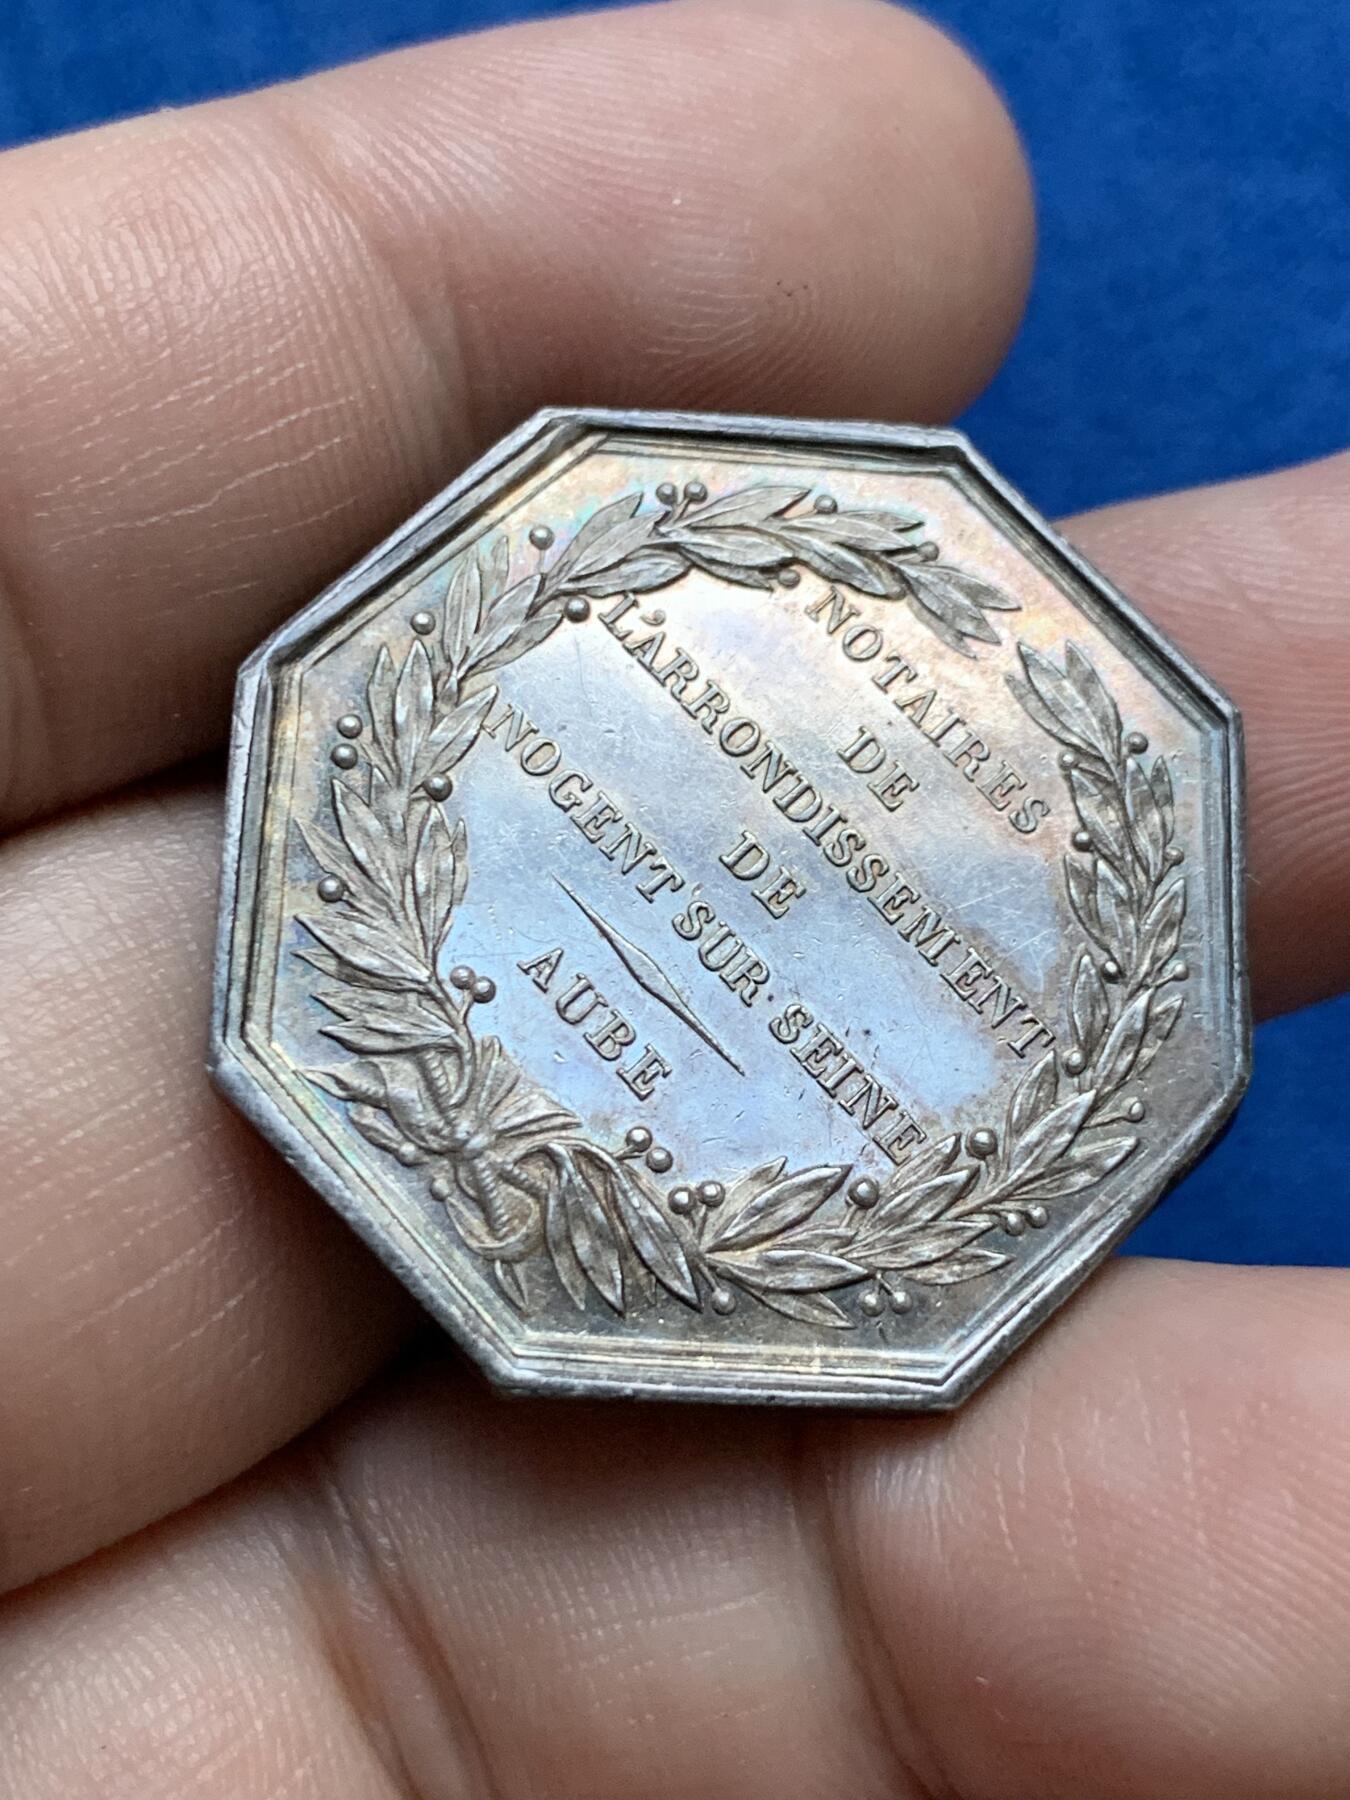 NOTAIRES
DE
L'ARRONDISSEMENT
DE
NOGENT SUR SEINE
AUBE